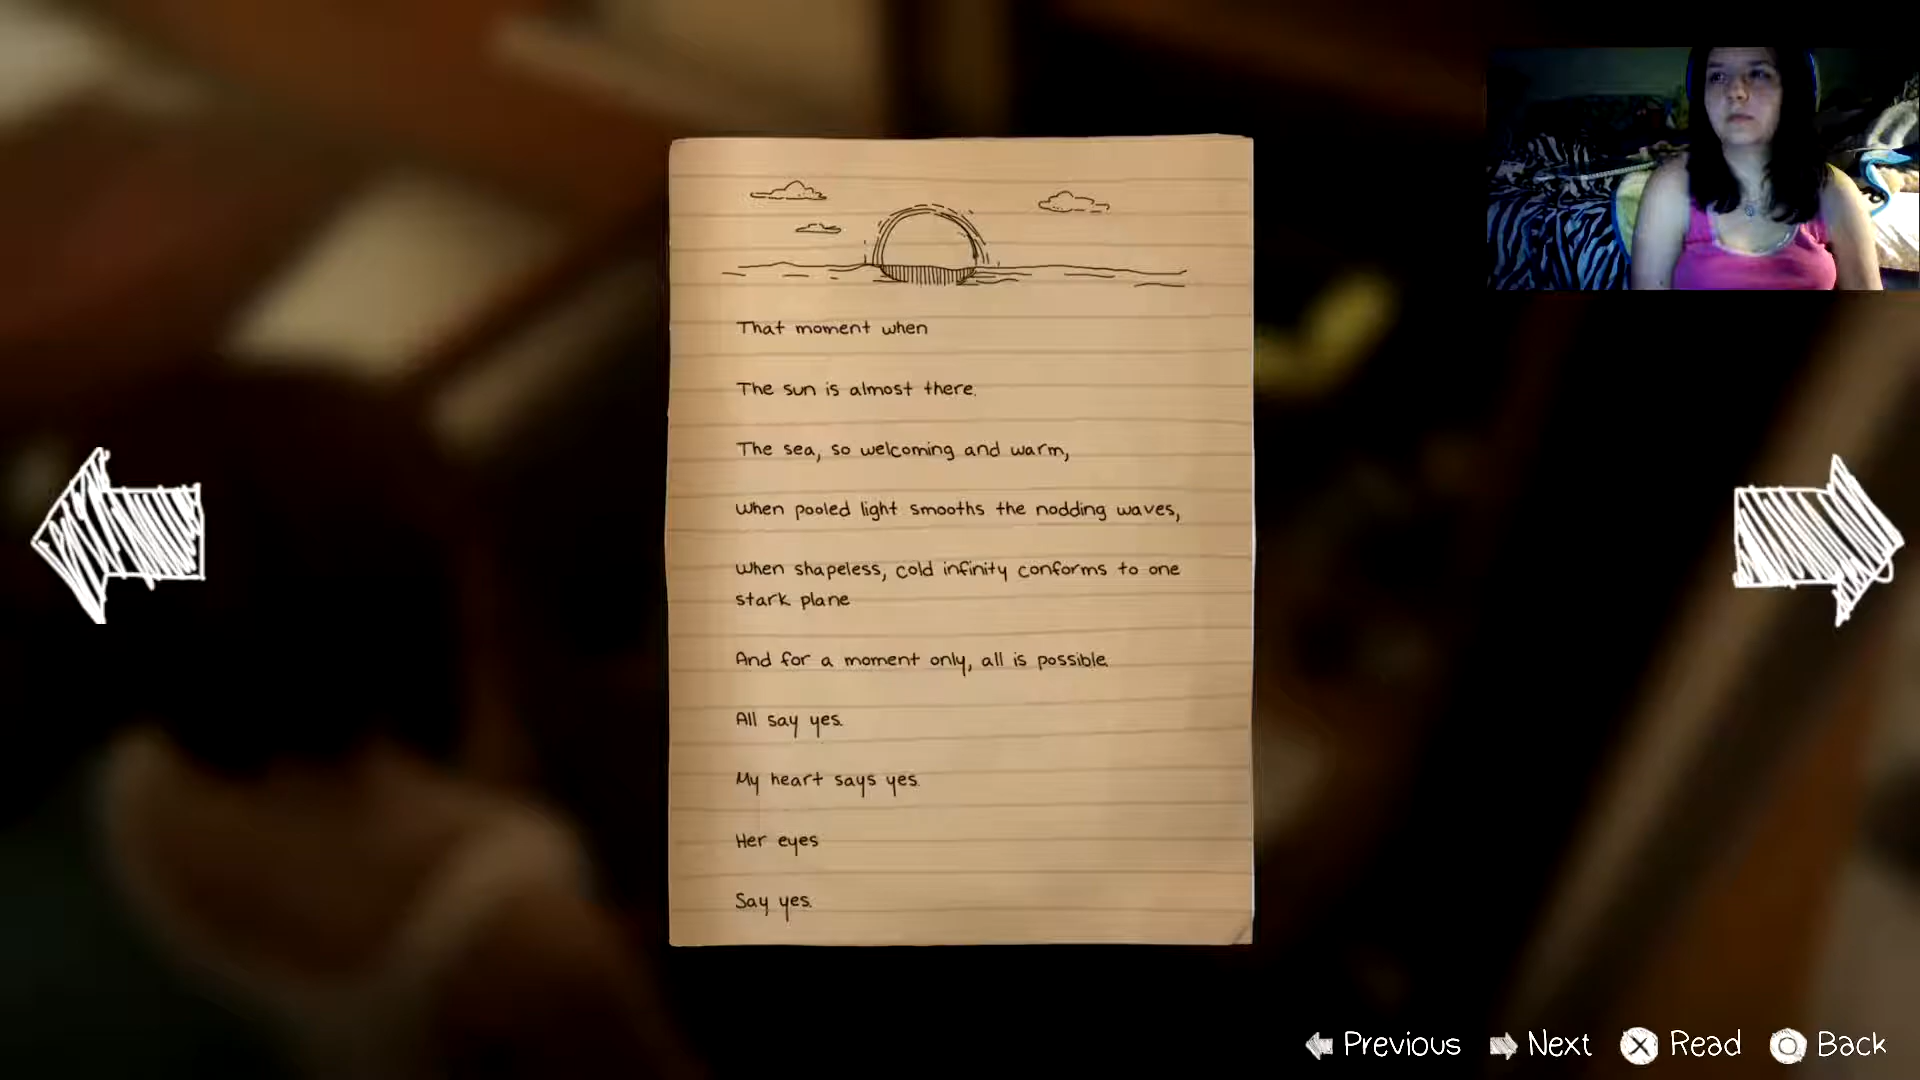 That moment when
The sun is almost there.
The sea, so welcoming and warm,
When pooled light smooths the nodding waves,
When shapeless, cold infinity conforms to one
stark plane
And for a moment only, all is possible.
All say yes.
My heart says yes.
Her eyes
Say yes.
Previous Next Read Back